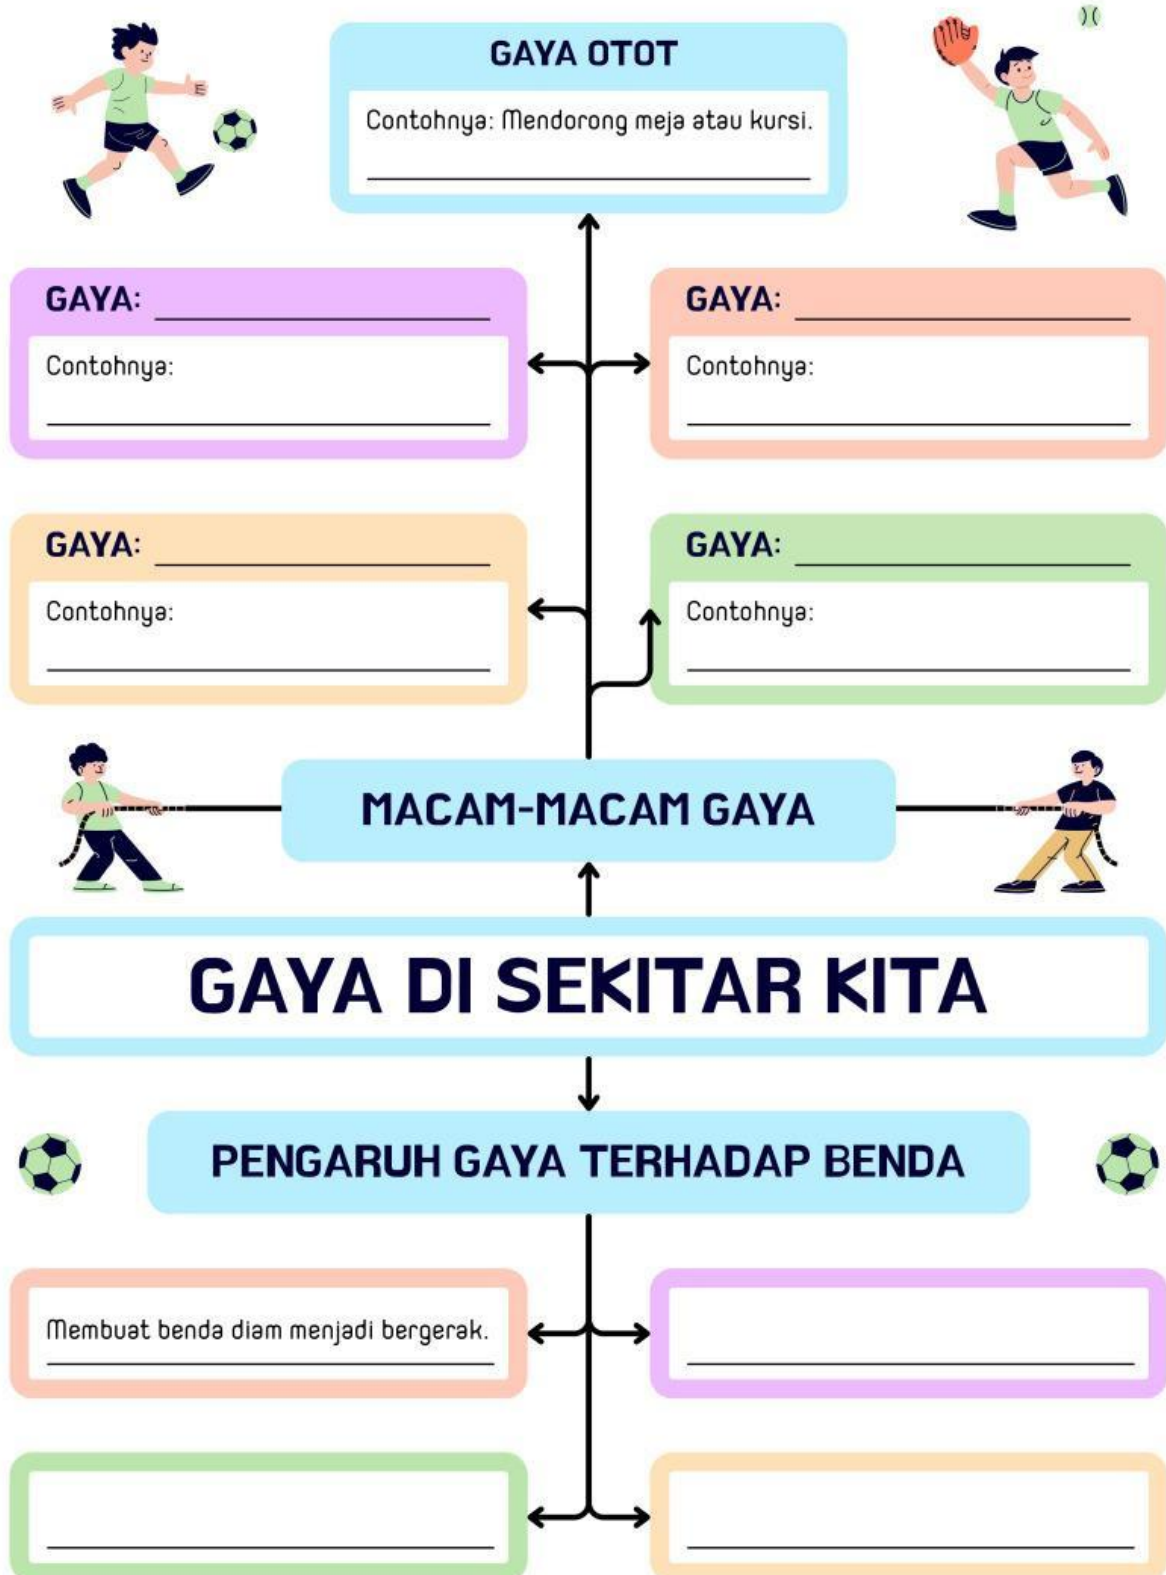 GAYA OTOT
Contohnya: Mendorong meja atau kursi.
GAYA:
Contohnya:
GAYA:
Contohnya:
GAYA:
Contohnya:
GAYA:
Contohnya:
MACAM-MACAM GAYA
GAYA DI SEKITAR KITA
PENGARUH GAYA TERHADAP BENDA
Membuat benda diam menjadi bergerak.